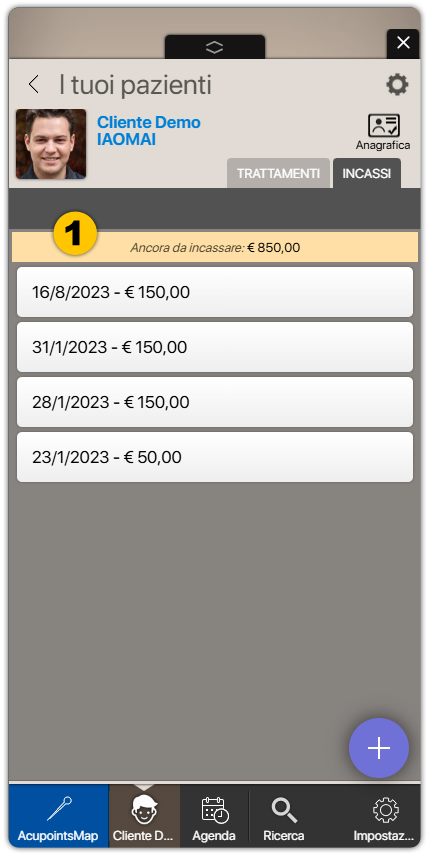 I tuoi pazienti
Cliente Demo
IAOMAI
Anagrafica
TRATTAMENTI
INCASSI
1
Ancora da incassare: € 850,00
16/8/2023 - € 150,00
31/1/2023 - € 150,00
28/1/2023 - € 150,00
23/1/2023 - € 50,00
AcupointsMap
Cliente D...
Agenda
Ricerca
Impostaz...